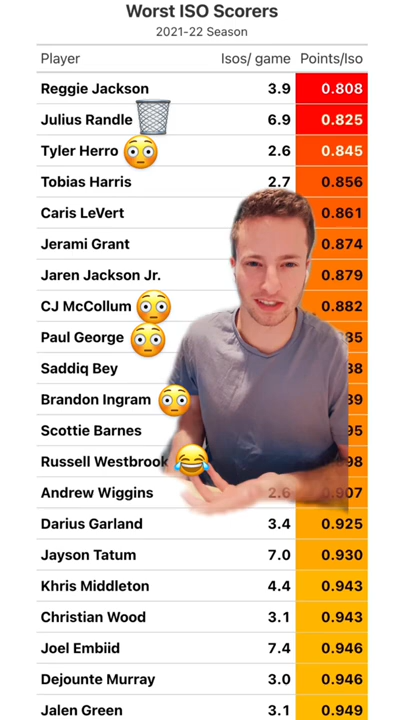 Worst ISO Scorers
2021-22 Season
Player Isos/ game Points/Iso
Reggie Jackson 3.9 0.808
Julius Randle 6.9 0.825
Tyler Herro 2.6 0.845
Tobias Harris 2.7 0.856
Caris LeVert 0.861
Jerami Grant 0.874
Jaren Jackson Jr. 0.879
CJ McCollum 0.882
Paul George 85
Saddiq Bey 38
Brandon Ingram 39
Scottie Barnes 95
Russell Westbrook 98
Andrew Wiggins 2.6 0.907
Darius Garland 3.4 0.925
Jayson Tatum 7.0 0.930
Khris Middleton 4.4 0.943
Christian Wood 3.1 0.943
Joel Embiid 7.4 0.946
Dejounte Murray 3.0 0.946
Jalen Green 3.1 0.949